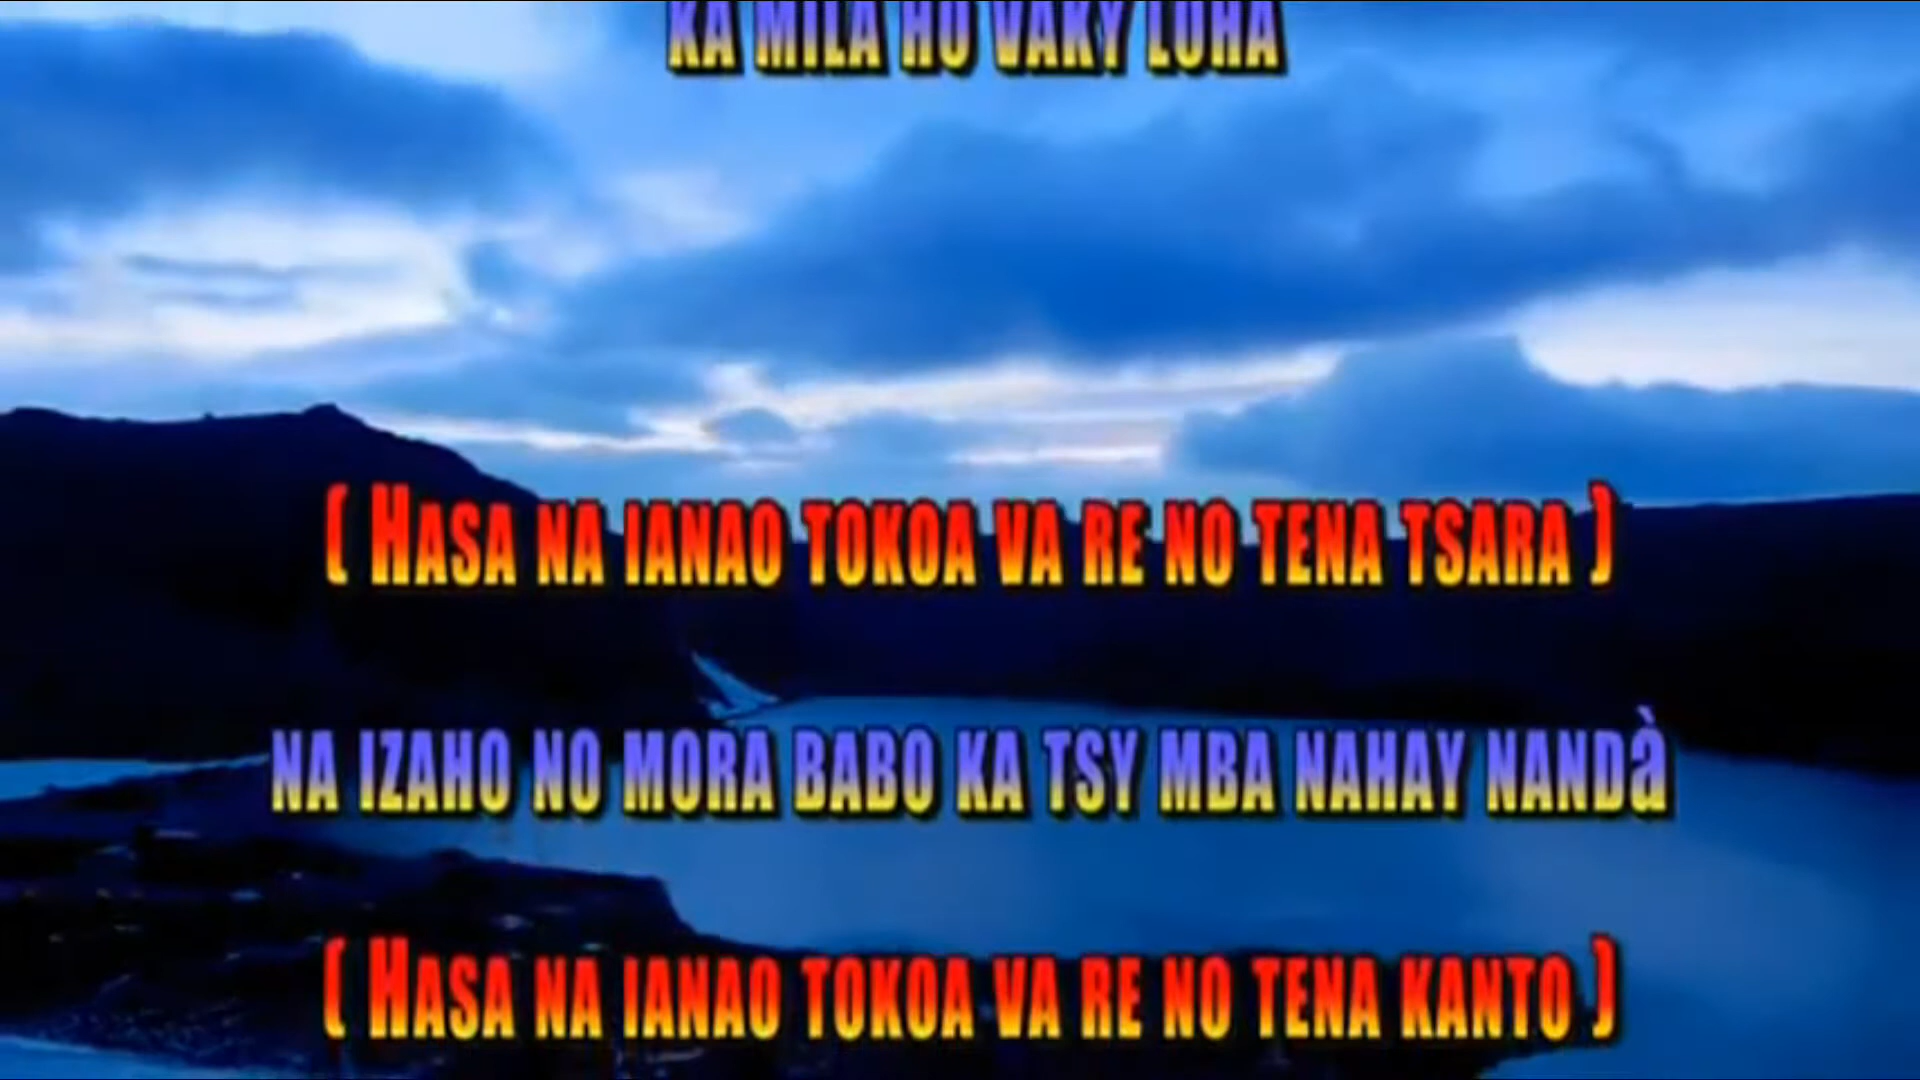 KA MILA HO VAKY LOHA
( HASA NA IANAO TOKOA VA RE NO TENA TSARA )
NA IZAHO NO MORA BABO KA TSY MBA NAHAY NANDà
( HASA NA IANAO TOKOA VA RE NO TENA KANTO )